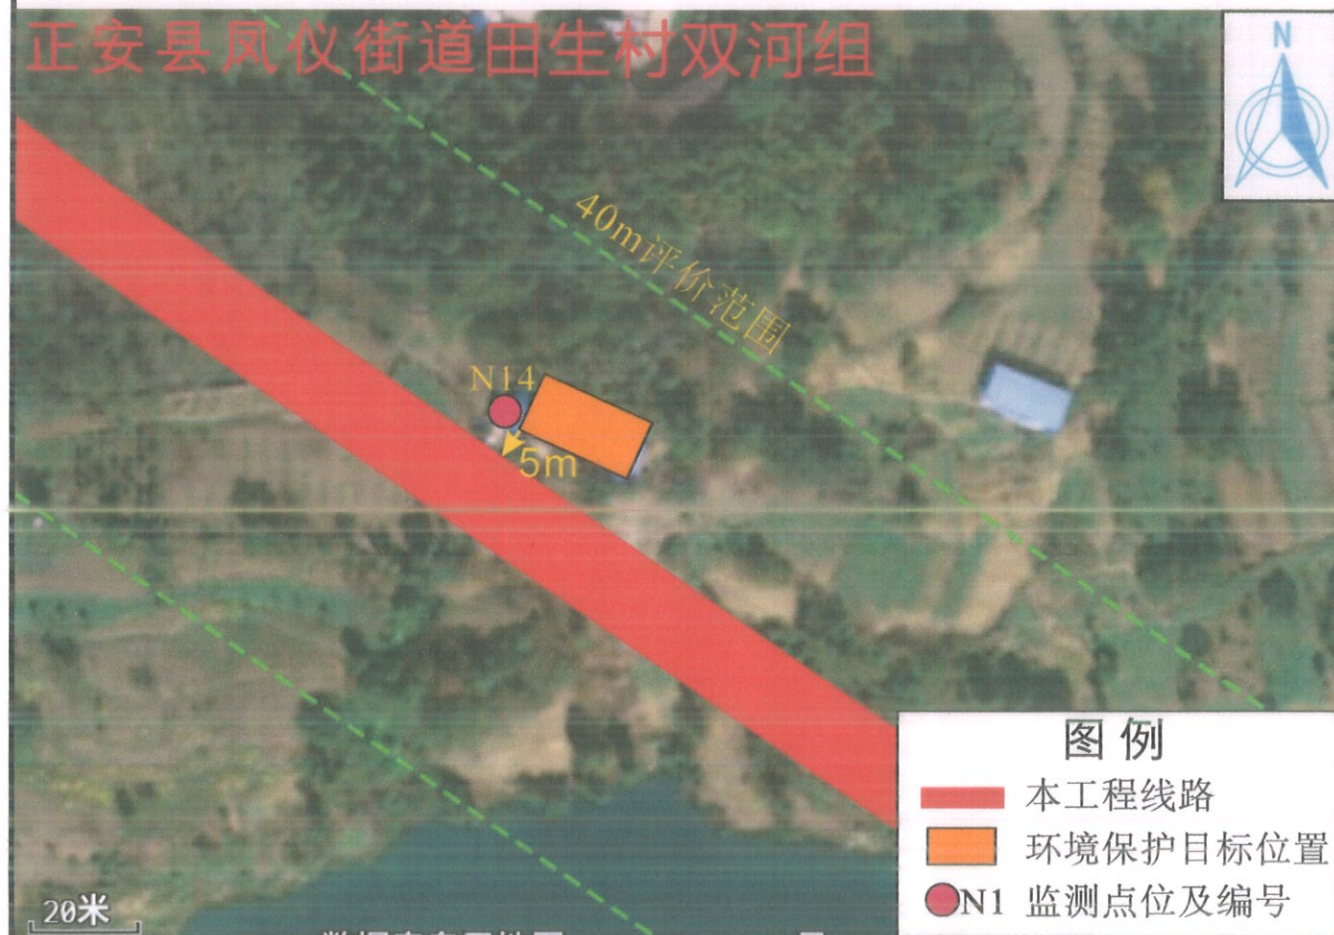 正安县凤仪街道田生村双河组
N
40m评价范围
N14
5m
图例
本工程线路
环境保护目标位置
N1 监测点位及编号
20米